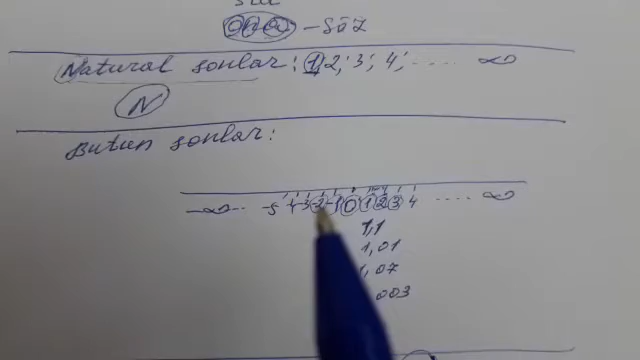 ona - söz
Natural sonlar: 1; 2; 3; 4; .... ∞
N
Butun sonlar:
-∞.. -5 -4 -3 -2 -1 0 1 2 3 4 .... ∞
1,1
1,01
1,07
003